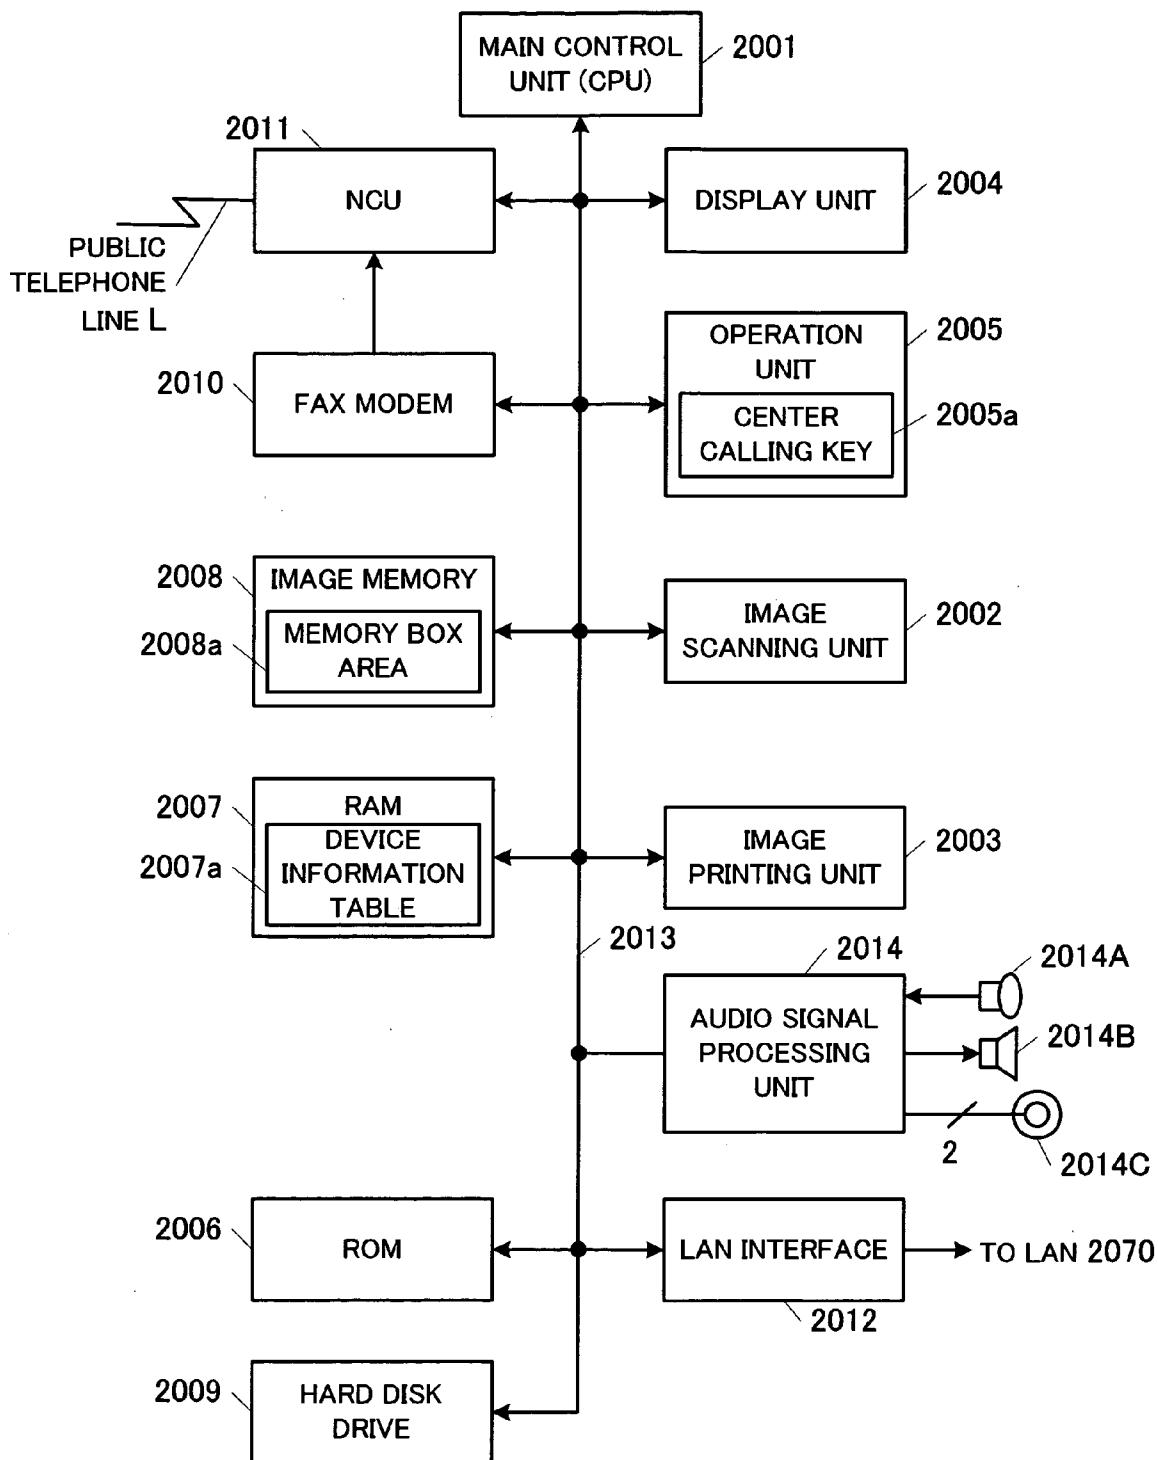 MAIN CONTROL
UNIT (CPU)
2001
2011
NCU
DISPLAY UNIT
2004
PUBLIC
TELEPHONE
LINE L
2010
FAX MODEM
OPERATION
UNIT
2005
CENTER
CALLING KEY
2005a
2008
IMAGE MEMORY
2008a
MEMORY BOX
AREA
IMAGE
SCANNING UNIT
2002
2007
RAM
2007a
DEVICE
INFORMATION
TABLE
IMAGE
PRINTING UNIT
2003
2013
2014
AUDIO SIGNAL
PROCESSING
UNIT
2014A
2014B
2
2014C
2006
ROM
LAN INTERFACE
TO LAN 2070
2012
2009
HARD DISK
DRIVE